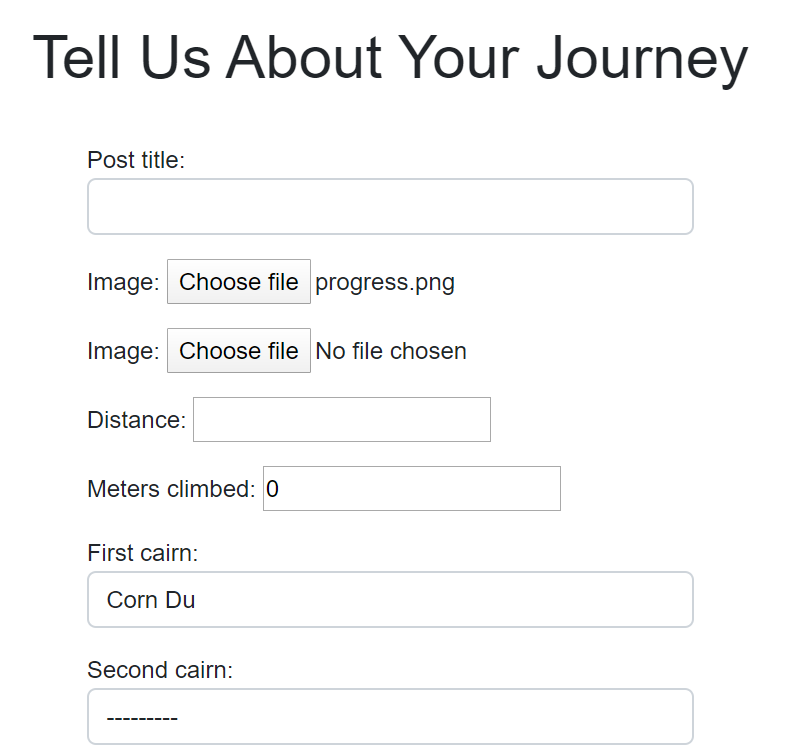 Tell Us About Your Journey
Post title:
Image: Choose file progress.png
Image: Choose file No file chosen
Distance:
Meters climbed: 0
First cairn:
Corn Du
Second cairn:
---------